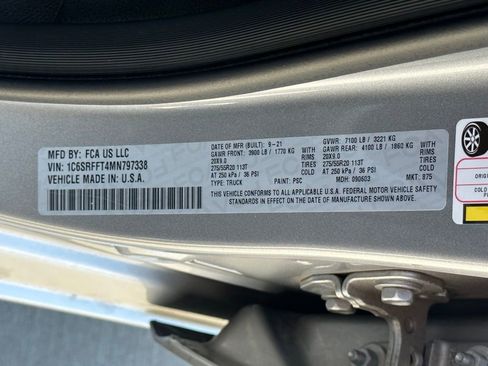 MFD BY: FCA US LLC
VIN: 1C6SRFFT4MN797338
VEHICLE MADE IN U.S.A.
DATE OF MFR (BUILT): 9-21 GVWR: 7100 LB / 3221 KG
GAWR FRONT: 3900 LB / 1770 KG RIMS GAWR REAR: 4100 LB / 1860 KG RIMS
20X9.0 TIRES 20X9.0 TIRES
275/55R20 113T COLD 275/55R20 113T COLD
AT 250 kPa / 36 PSI AT 250 kPa / 36 PSI
TYPE: TRUCK PAINT: PSC MDH: 090603 MKT: 875
THIS VEHICLE CONFORMS TO ALL APPLICABLE U.S.A. FEDERAL MOTOR VEHICLE SAFETY
STANDARDS IN EFFECT ON THE DATE OF MANUFACTURE SHOWN ABOVE.
ORIGI
COLD